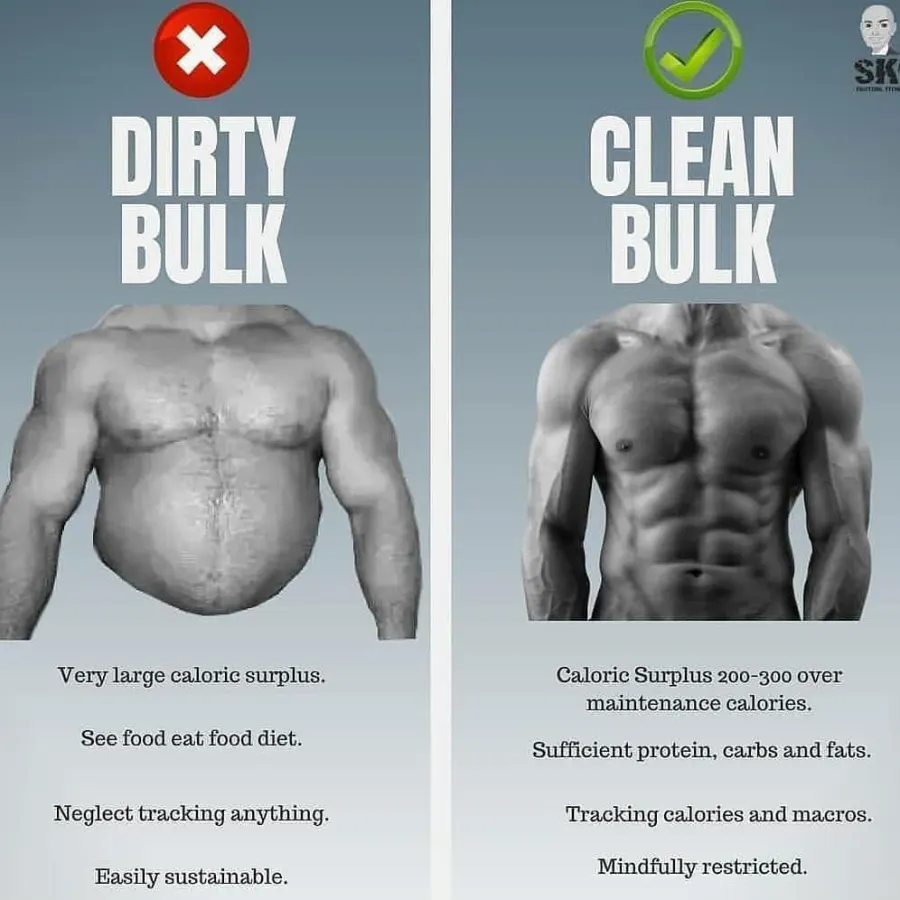 DIRTY
BULK
Very large caloric surplus.
See food eat food diet.
Neglect tracking anything.
Easily sustainable.
CLEAN
BULK
Caloric Surplus 200-300 over
maintenance calories.
Sufficient protein, carbs and fats.
Tracking calories and macros.
Mindfully restricted.